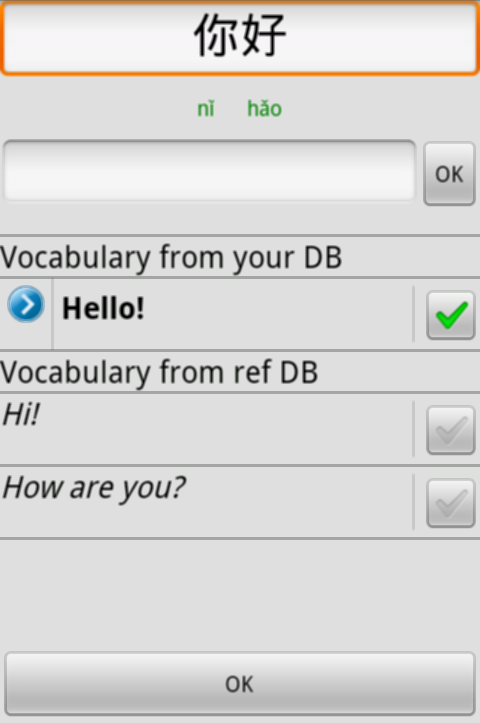 你好
nǐ hǎo
OK
Vocabulary from your DB
Hello!
Vocabulary from ref DB
Hi!
How are you?
OK